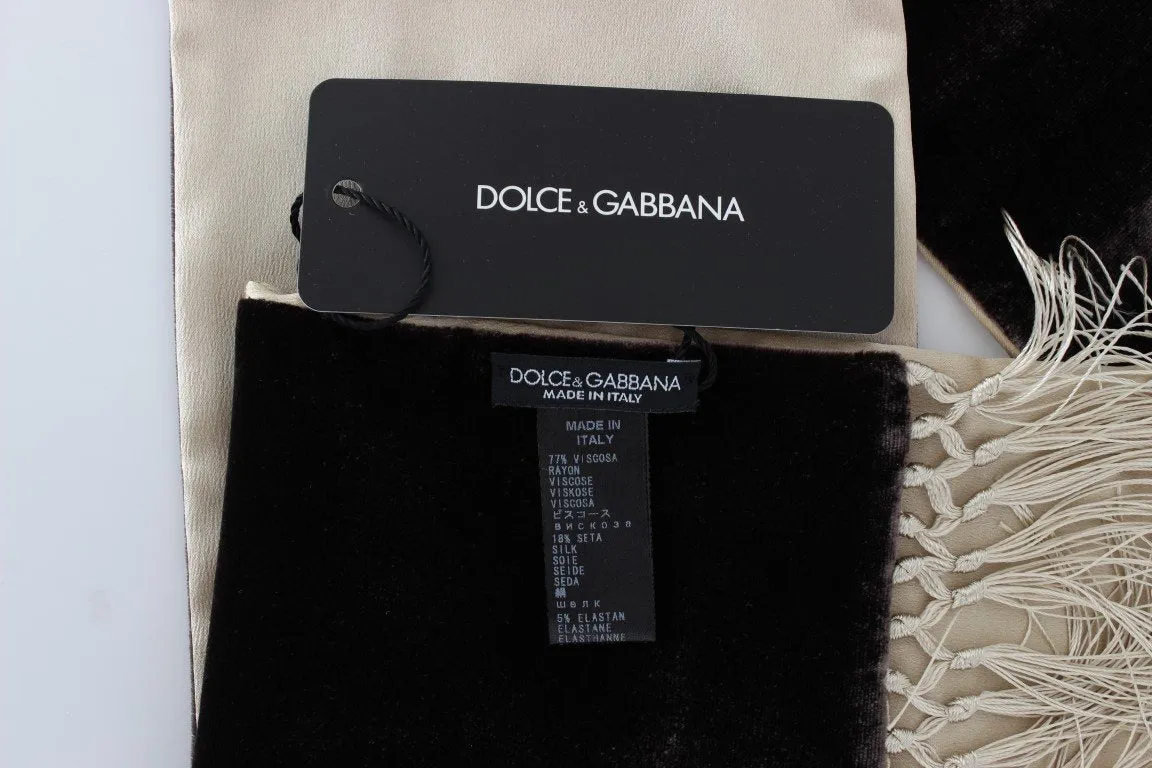 DOLCE & GABBANA
DOLCE & GABBANA
MADE IN ITALY
MADE IN
ITALY
77% VISCOSA
RAYON
VISCOSE
VISKOSE
VISCOSA
ビスコース
вискоза
18% SETA
SILK
SOIE
SEIDE
SEDA
絹
шелк
5% ELASTAN
ELASTANE
ELASTHANNE